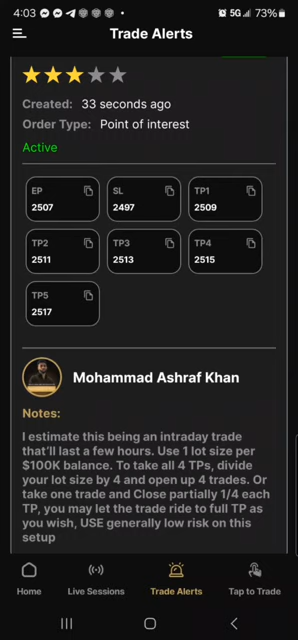 4:03
5G 73%
Trade Alerts
Created: 33 seconds ago
Order Type: Point of interest
Active
EP
2507
SL
2497
TP1
2509
TP2
2511
TP3
2513
TP4
2515
TP5
2517
Mohammad Ashraf Khan
Notes:
I estimate this being an intraday trade
that'll last a few hours. Use 1 lot size per
$100K balance. To take all 4 TPs, divide
your lot size by 4 and open up 4 trades. Or
take one trade and Close partially 1/4 each
TP, you may let the trade ride to full TP as
you wish, USE generally low risk on this
setup
Home
Live Sessions
Trade Alerts
Tap to Trade